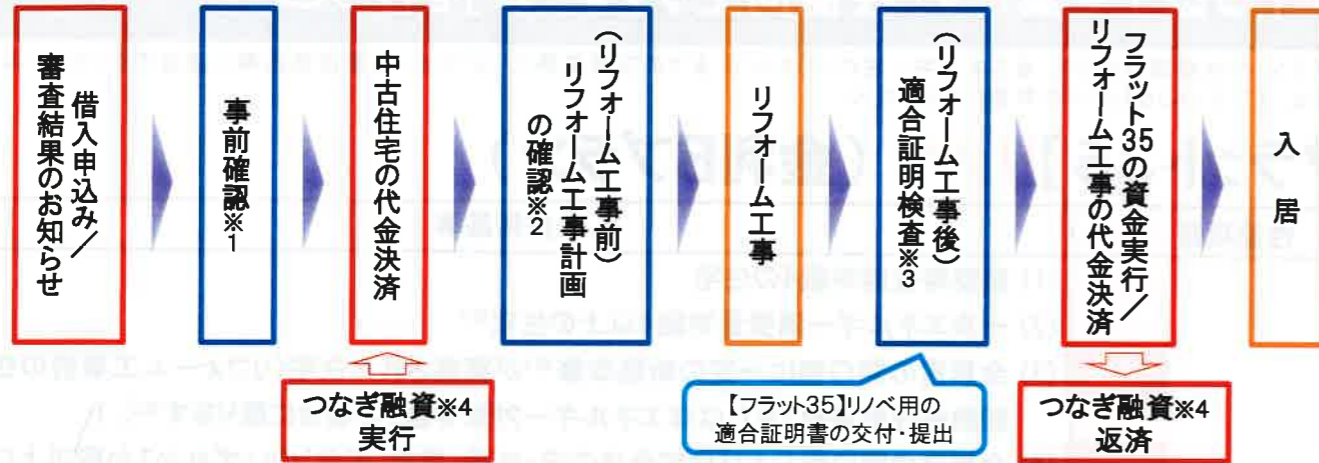 借入申込み/
審査結果のお知らせ
事前確認※1
中古住宅の代金決済
(リフォーム工事前)
リフォーム工事計画
の確認※2
リフォーム工事
(リフォーム工事後)
適合証明検査※3
フラット35の資金実行/
リフォーム工事の代金決済
入居
つなぎ融資※4
実行
【フラット35】リノベ用の
適合証明書の交付・提出
つなぎ融資※4
返済